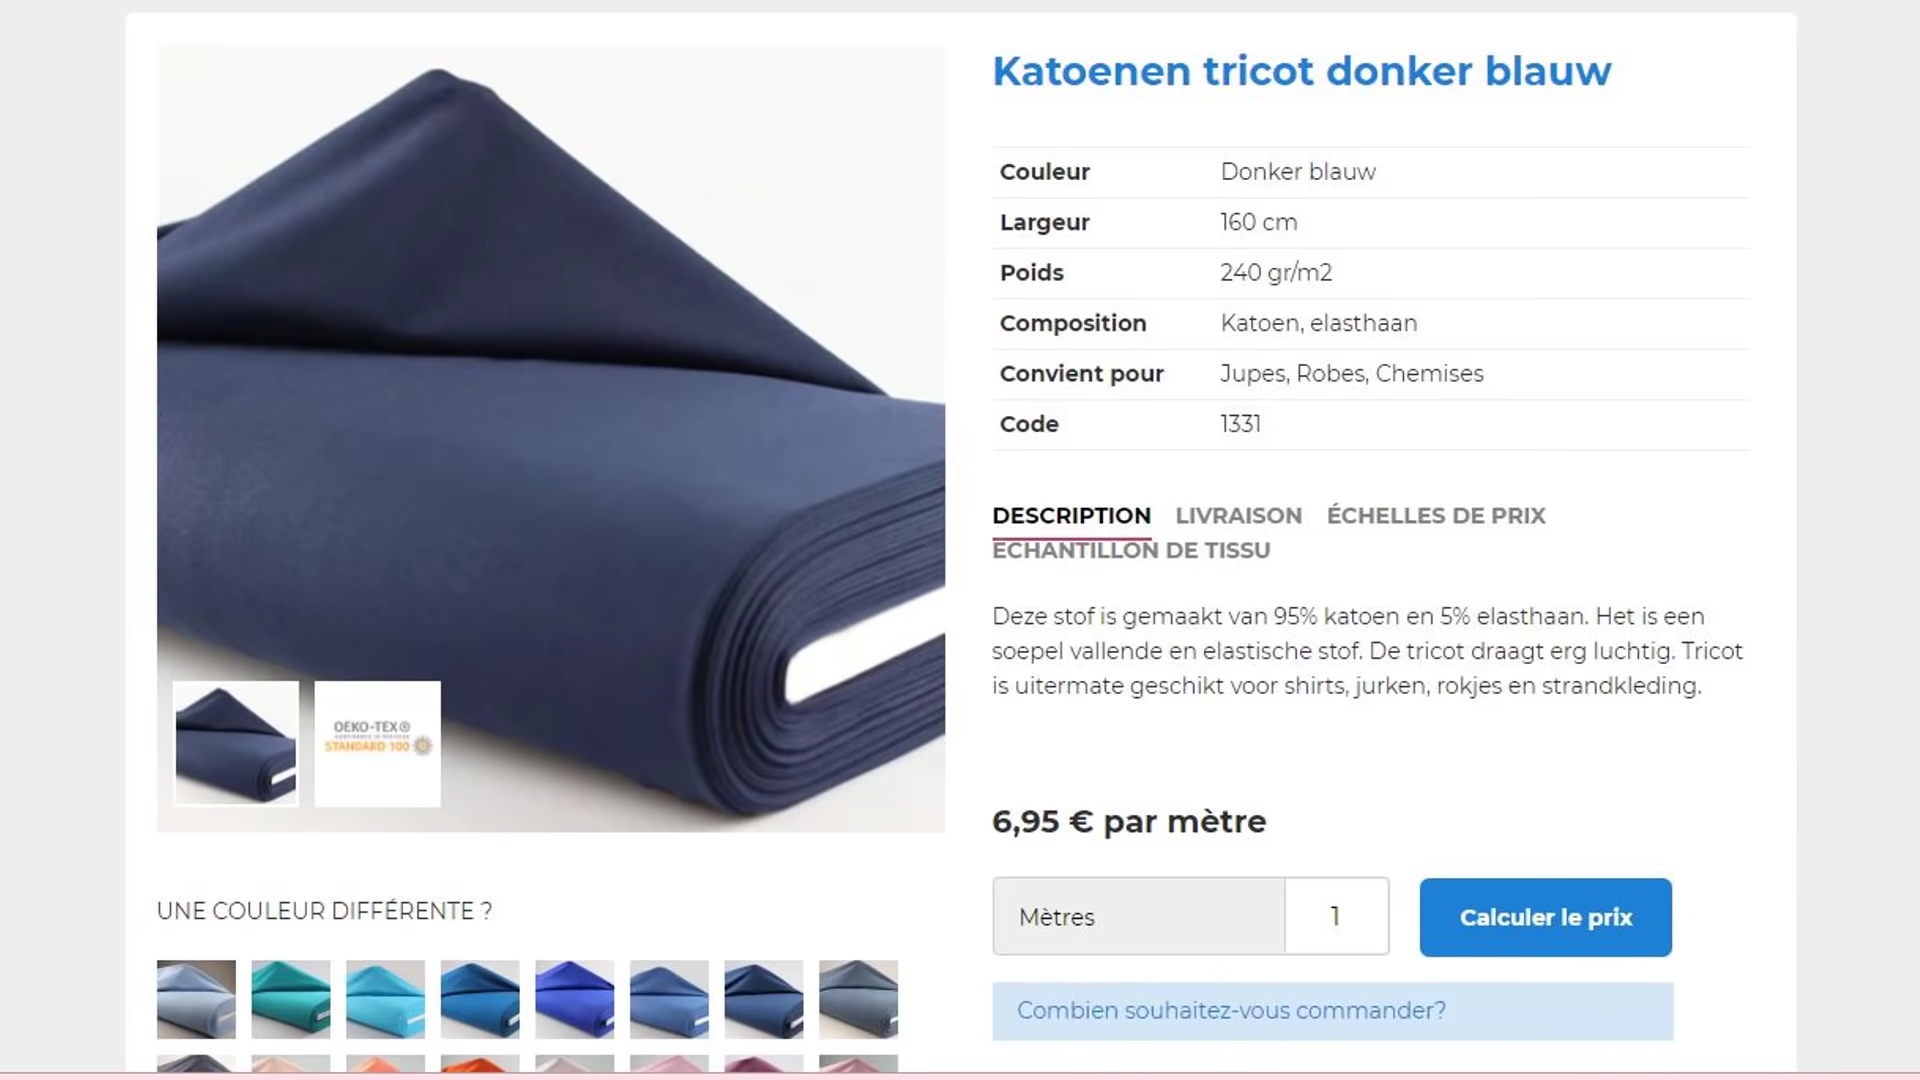 Katoenen tricot donker blauw
Couleur Donker blauw
Largeur 160 cm
Poids 240 gr/m2
Composition Katoen, elasthaan
Convient pour Jupes, Robes, Chemises
Code 1331
DESCRIPTION LIVRAISON ÉCHELLES DE PRIX
ECHANTILLON DE TISSU
Deze stof is gemaakt van 95% katoen en 5% elasthaan. Het is een
soepel vallende en elastische stof. De tricot draagt erg luchtig. Tricot
is uitermate geschikt voor shirts, jurken, rokjes en strandkleding.
OEKO-TEX®
STANDARD 100
6,95 € par mètre
Mètres 1 Calculer le prix
Combien souhaitez-vous commander?
UNE COULEUR DIFFÉRENTE ?